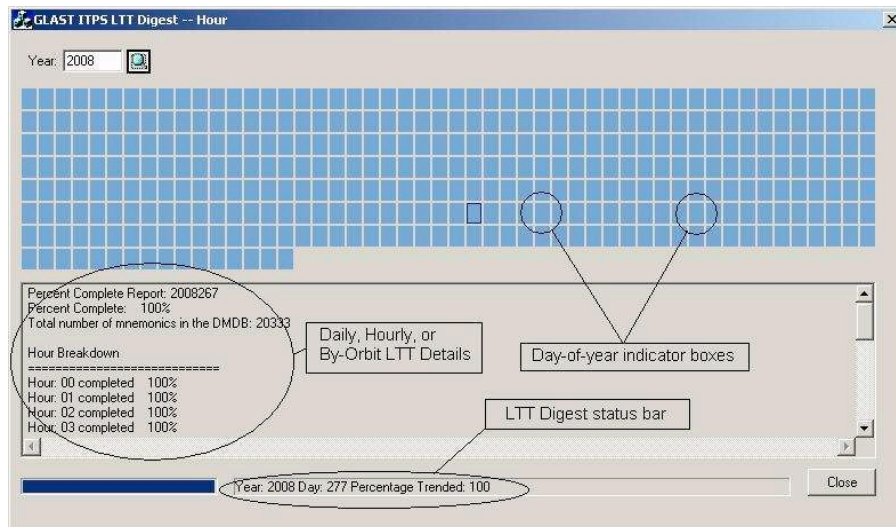 GLAST ITPS LTT Digest -- Hour
Year: 2008
Percent Complete Report: 2008267
Percent Complete: 100%
Total number of mnemonics in the DMDB: 20333
Hour Breakdown
============================
Hour: 00 completed 100%
Hour: 01 completed 100%
Hour: 02 completed 100%
Hour: 03 completed 100%
Daily, Hourly, or
By-Orbit LTT Details
Day-of-year indicator boxes
LTT Digest status bar
Year: 2008 Day: 277 Percentage Trended: 100
Close